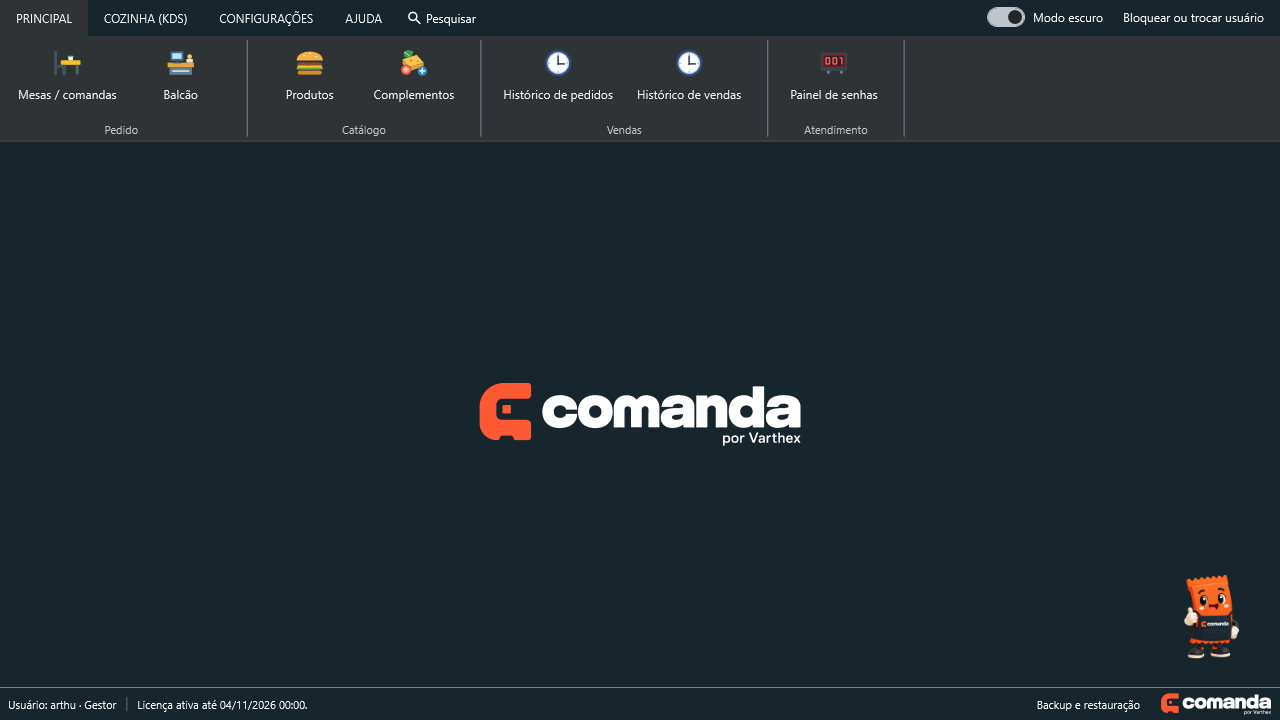 PRINCIPAL COZINHA (KDS) CONFIGURAÇÕES AJUDA Pesquisar Modo escuro Bloquear ou trocar usuário
001
Mesas / comandas Balcão Produtos Complementos Histórico de pedidos Histórico de vendas Painel de senhas
Pedido Catálogo Vendas Atendimento
comanda
por Varthex
comanda
Usuário: arthu · Gestor Licença ativa até 04/11/2026 00:00. Backup e restauração comanda
por Varthex